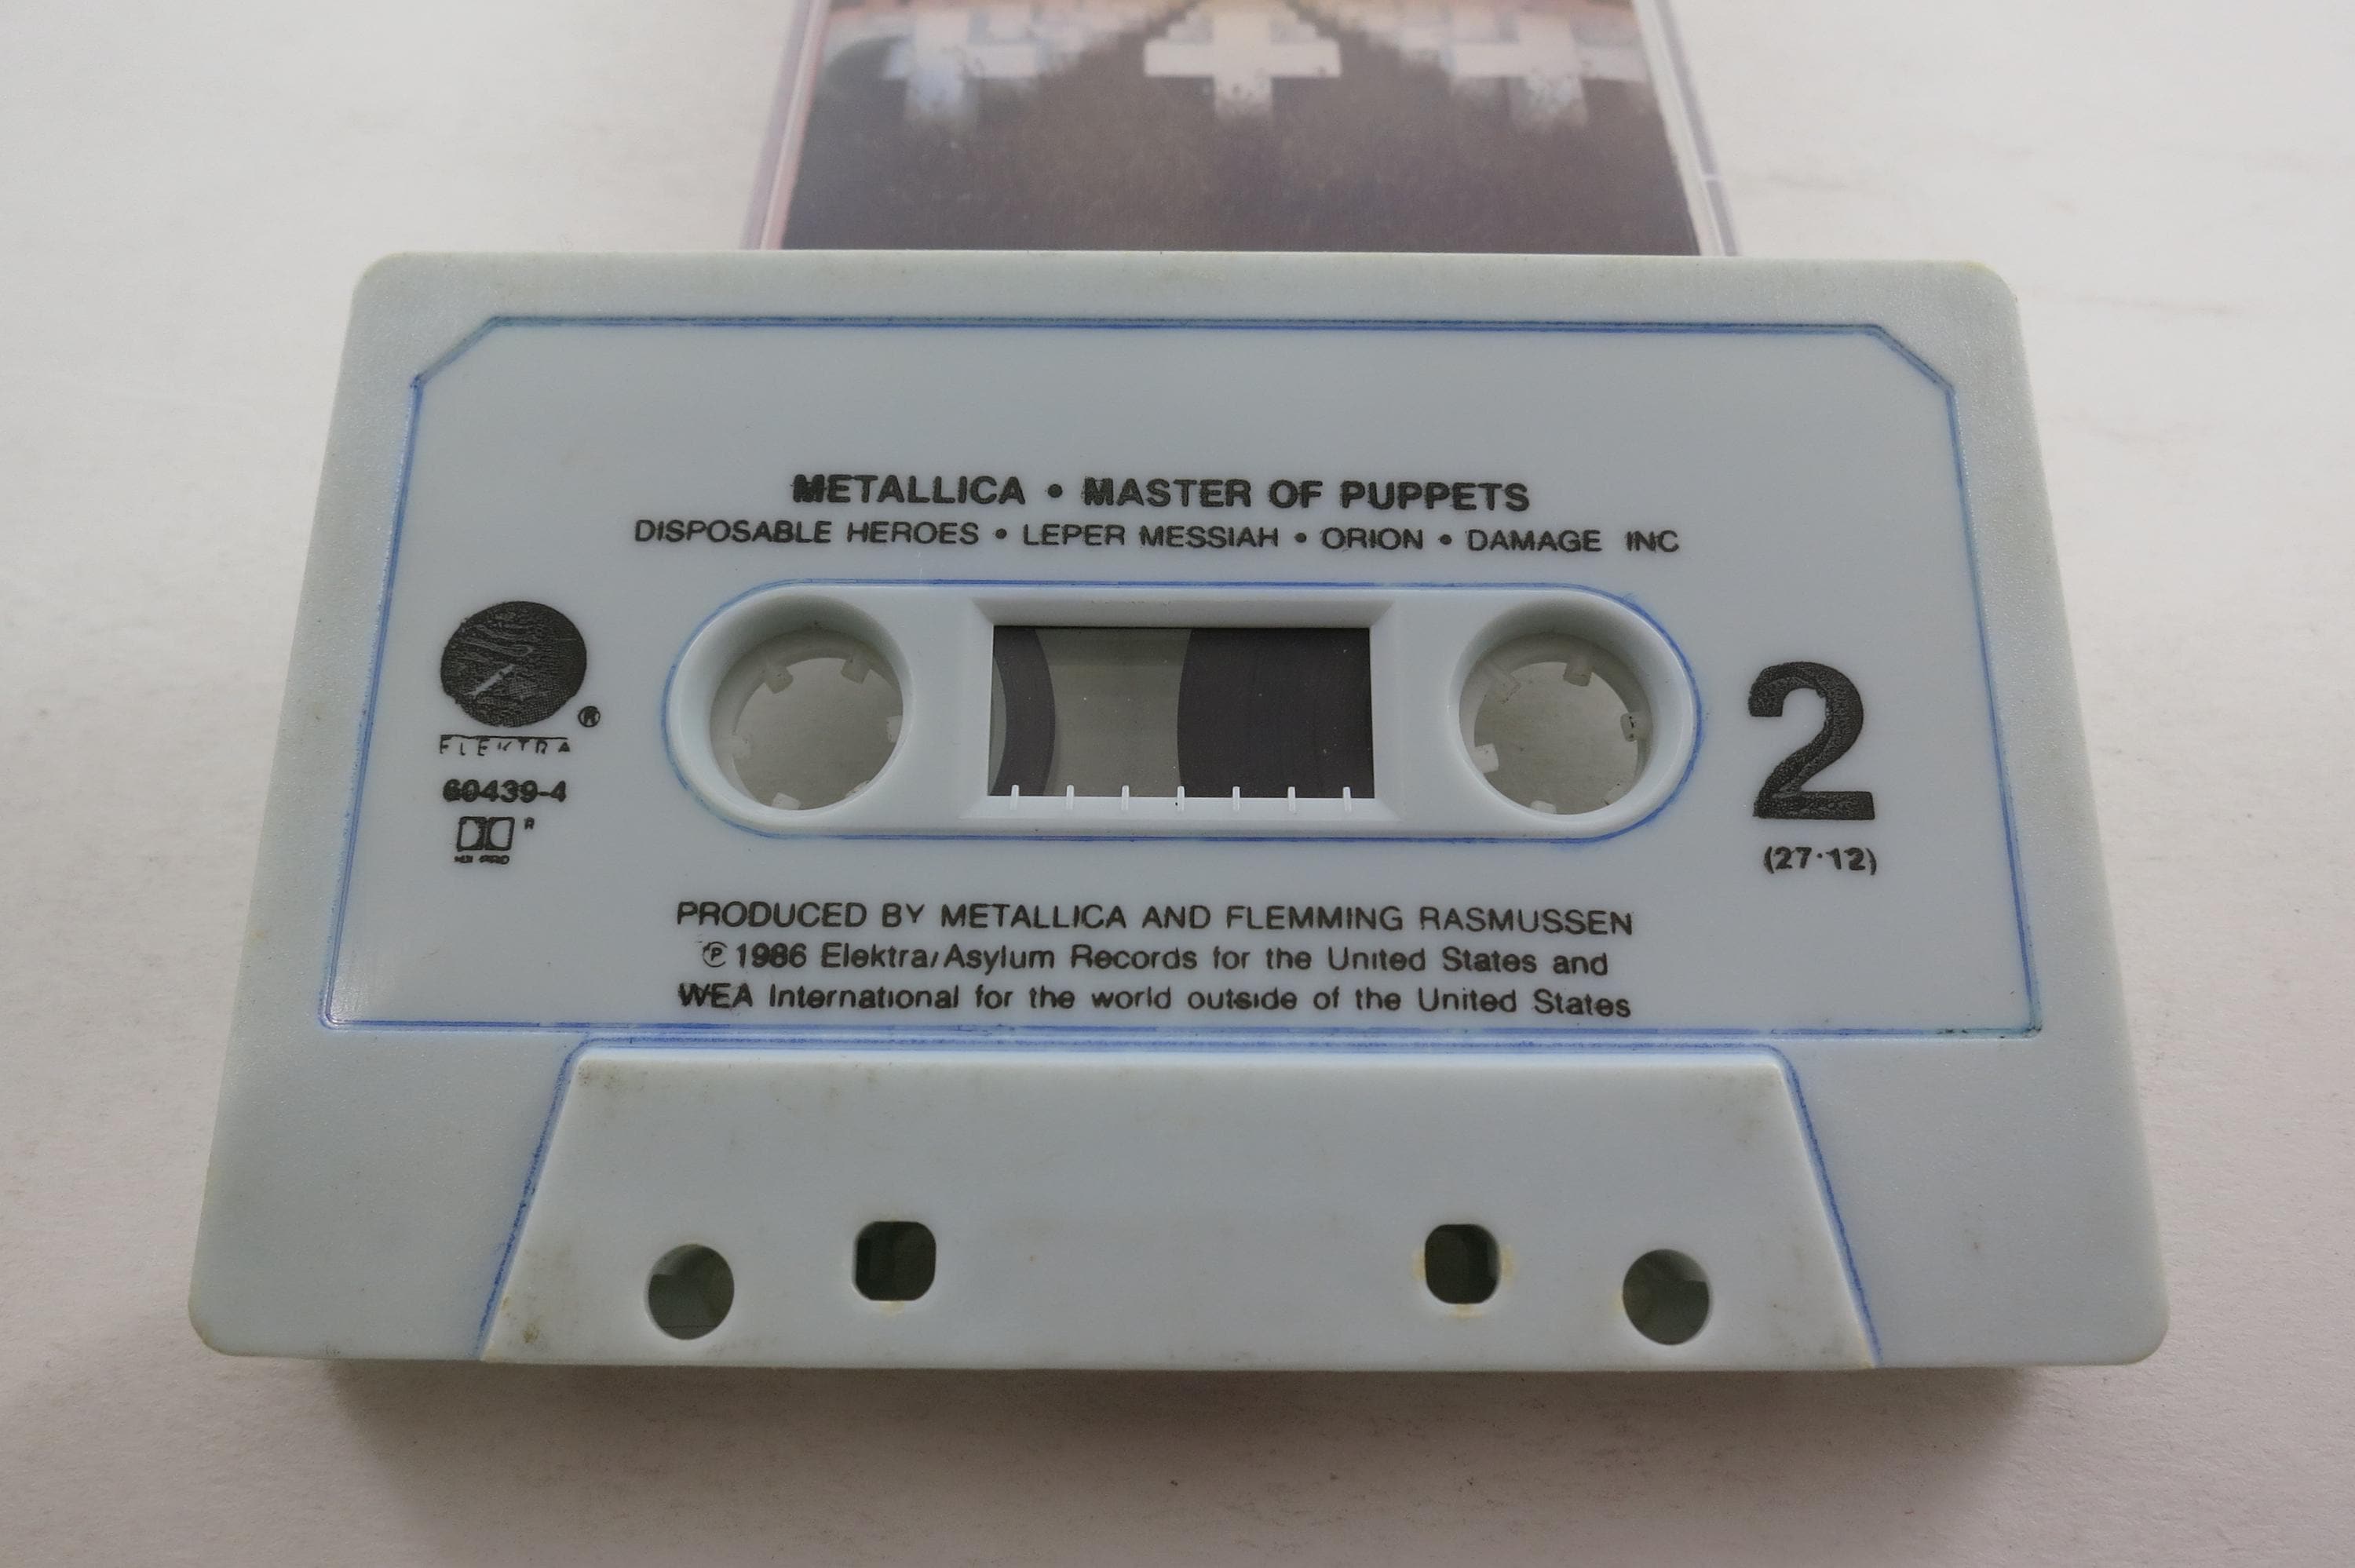 METALLICA • MASTER OF PUPPETS
DISPOSABLE HEROES • LEPER MESSIAH • ORION • DAMAGE INC
®
ELEKTRA
60439-4
2
(27·12)
PRODUCED BY METALLICA AND FLEMMING RASMUSSEN
℗ 1986 Elektra/Asylum Records for the United States and
WEA International for the world outside of the United States